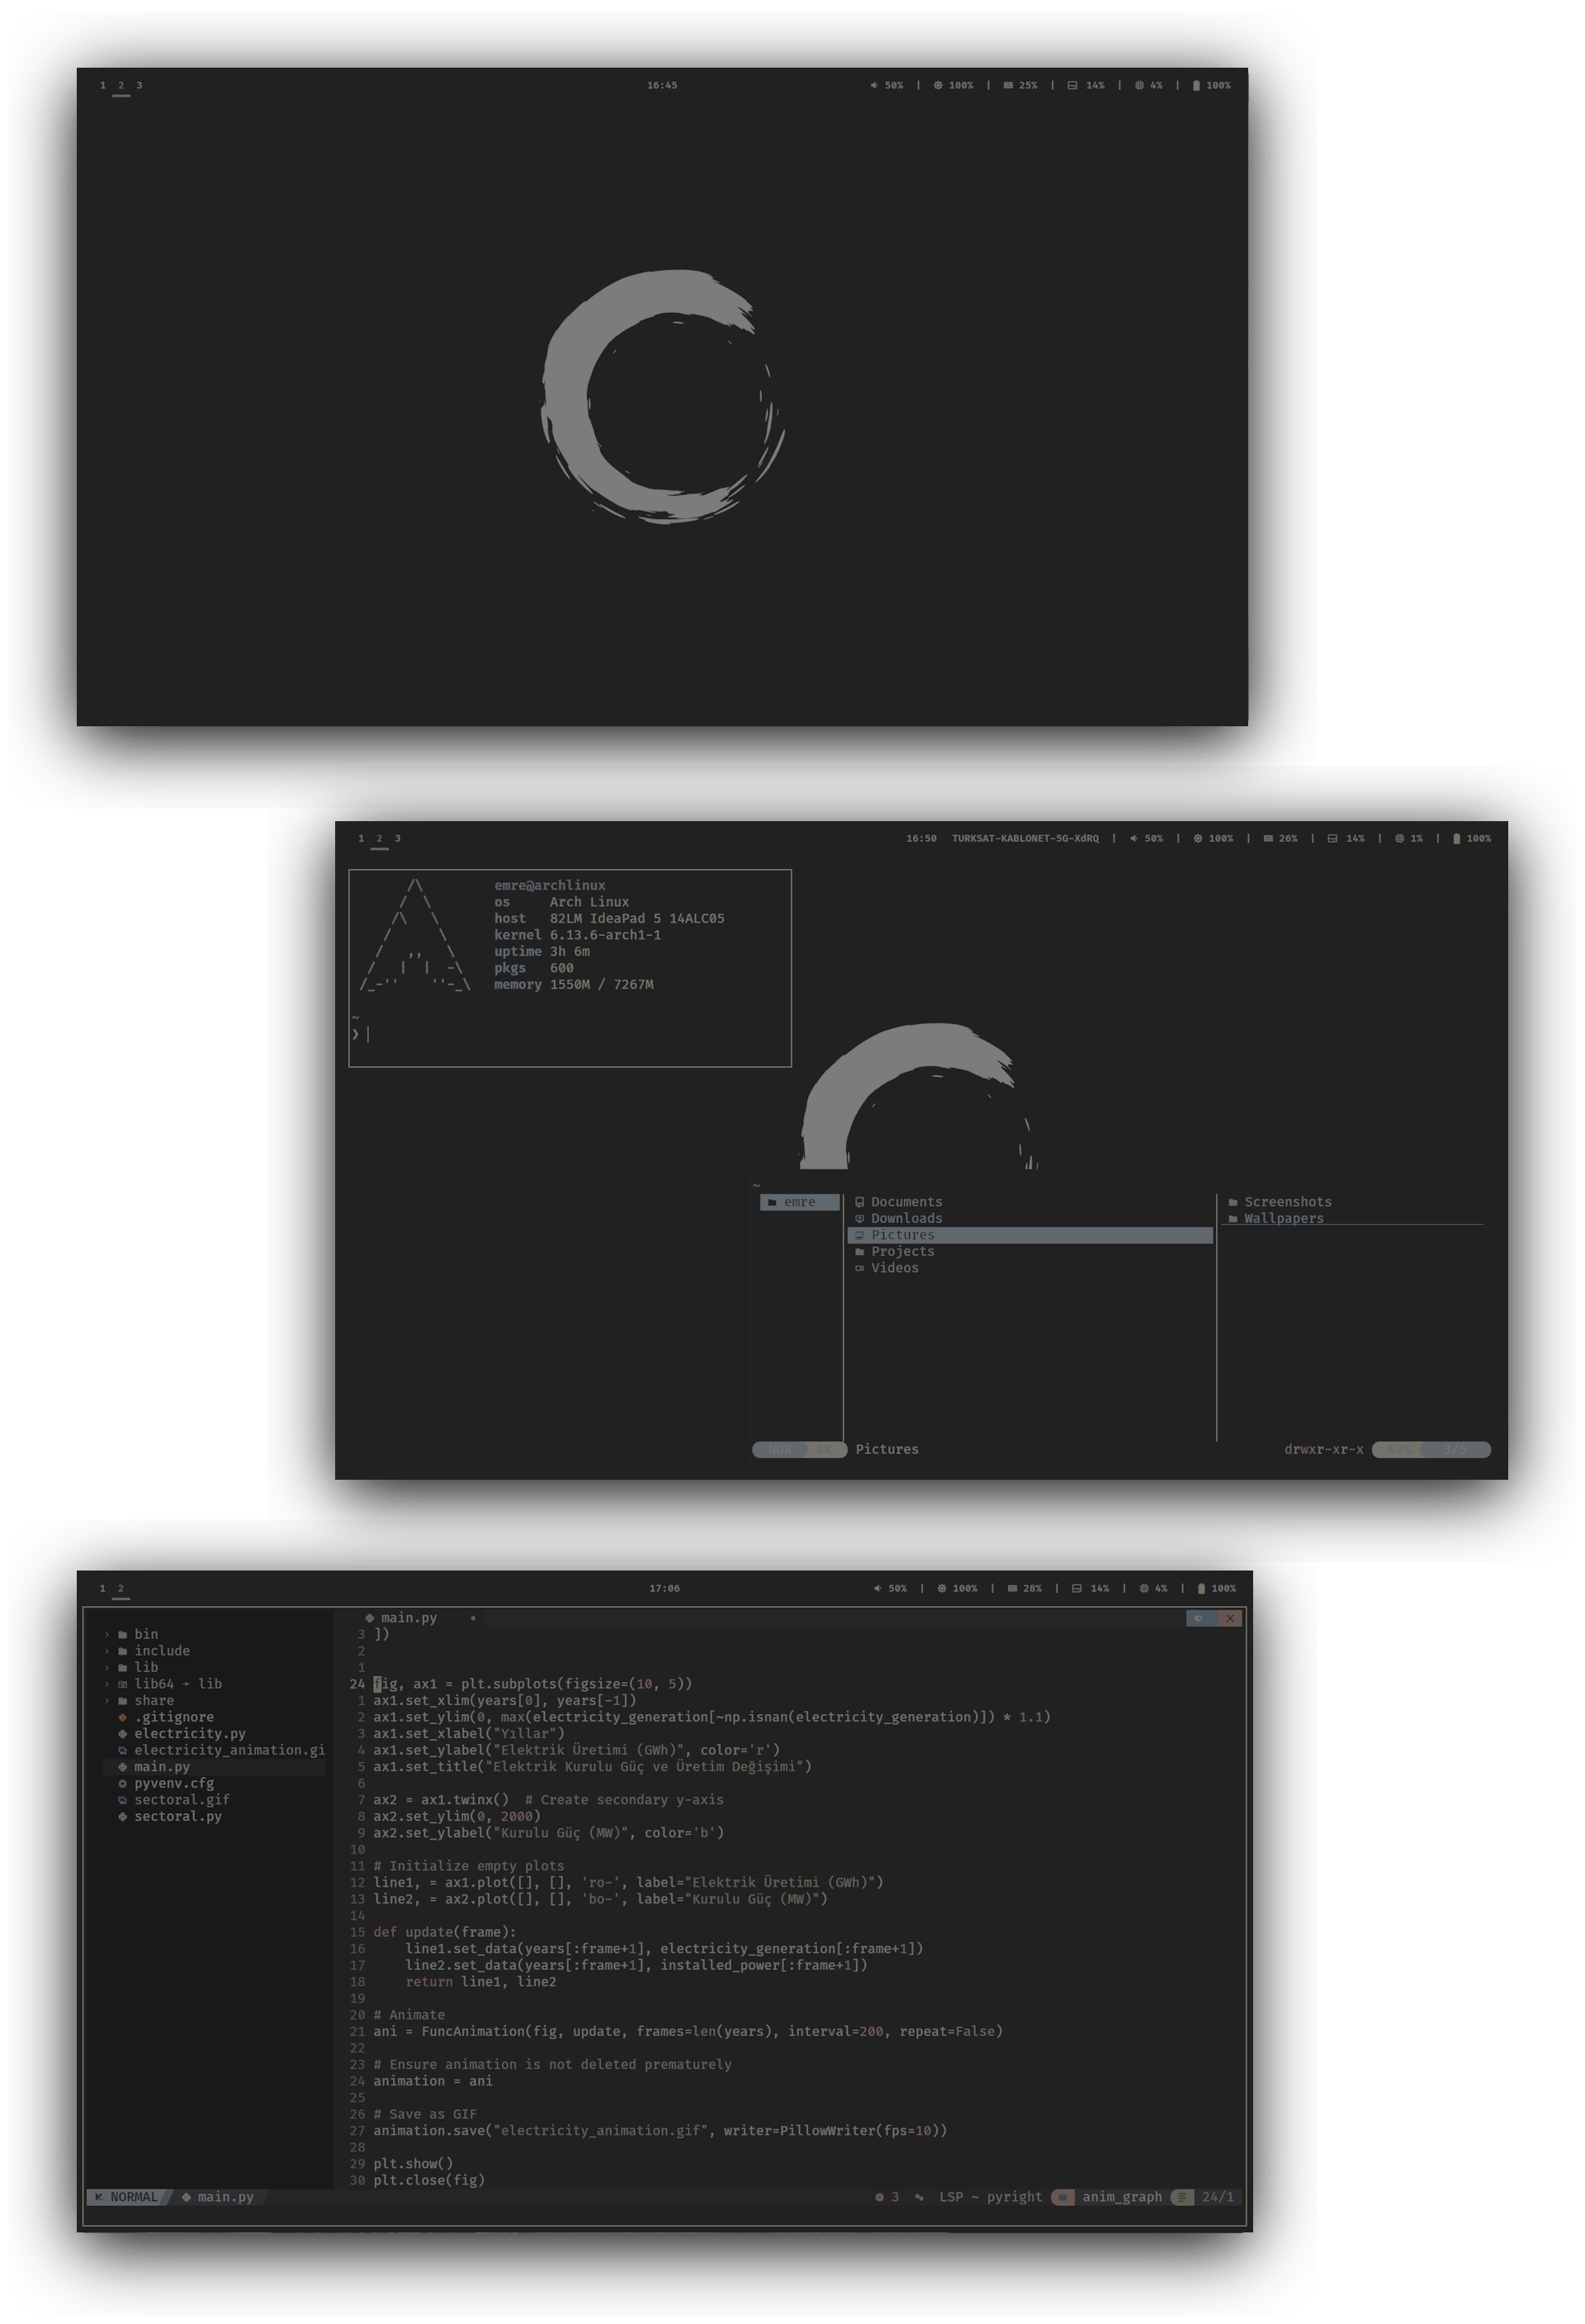 1 2 3 16:45 50% | 100% | 25% | 14% | 4% | 100%
1 2 3 16:50 TURKSAT-KABLONET-5G-XdRQ | 50% | 100% | 26% | 14% | 1% | 100%
emre@archlinux
os Arch Linux
host 82LM IdeaPad 5 14ALC05
kernel 6.13.6-arch1-1
uptime 3h 6m
pkgs 600
memory 1550M / 7267M
~
❯
~
emre
Documents
Downloads
Pictures
Projects
Videos
Screenshots
Wallpapers
NOR 4K Pictures drwxr-xr-x 60% 3/5
1 2 17:06 50% | 100% | 28% | 14% | 4% | 100%
bin
include
lib
lib64 → lib
share
.gitignore
electricity.py
electricity_animation.gi
main.py
pyvenv.cfg
sectoral.gif
sectoral.py
main.py
3 ])
2
1
24 fig, ax1 = plt.subplots(figsize=(10, 5))
1 ax1.set_xlim(years[0], years[-1])
2 ax1.set_ylim(0, max(electricity_generation[~np.isnan(electricity_generation)]) * 1.1)
3 ax1.set_xlabel("Yıllar")
4 ax1.set_ylabel("Elektrik Üretimi (GWh)", color='r')
5 ax1.set_title("Elektrik Kurulu Güç ve Üretim Değişimi")
6
7 ax2 = ax1.twinx()  # Create secondary y-axis
8 ax2.set_ylim(0, 2000)
9 ax2.set_ylabel("Kurulu Güç (MW)", color='b')
10
11 # Initialize empty plots
12 line1, = ax1.plot([], [], 'ro-', label="Elektrik Üretimi (GWh)")
13 line2, = ax2.plot([], [], 'bo-', label="Kurulu Güç (MW)")
14
15 def update(frame):
16     line1.set_data(years[:frame+1], electricity_generation[:frame+1])
17     line2.set_data(years[:frame+1], installed_power[:frame+1])
18     return line1, line2
19
20 # Animate
21 ani = FuncAnimation(fig, update, frames=len(years), interval=200, repeat=False)
22
23 # Ensure animation is not deleted prematurely
24 animation = ani
25
26 # Save as GIF
27 animation.save("electricity_animation.gif", writer=PillowWriter(fps=10))
28
29 plt.show()
30 plt.close(fig)
NORMAL main.py 3 LSP ~ pyright anim_graph 24/1